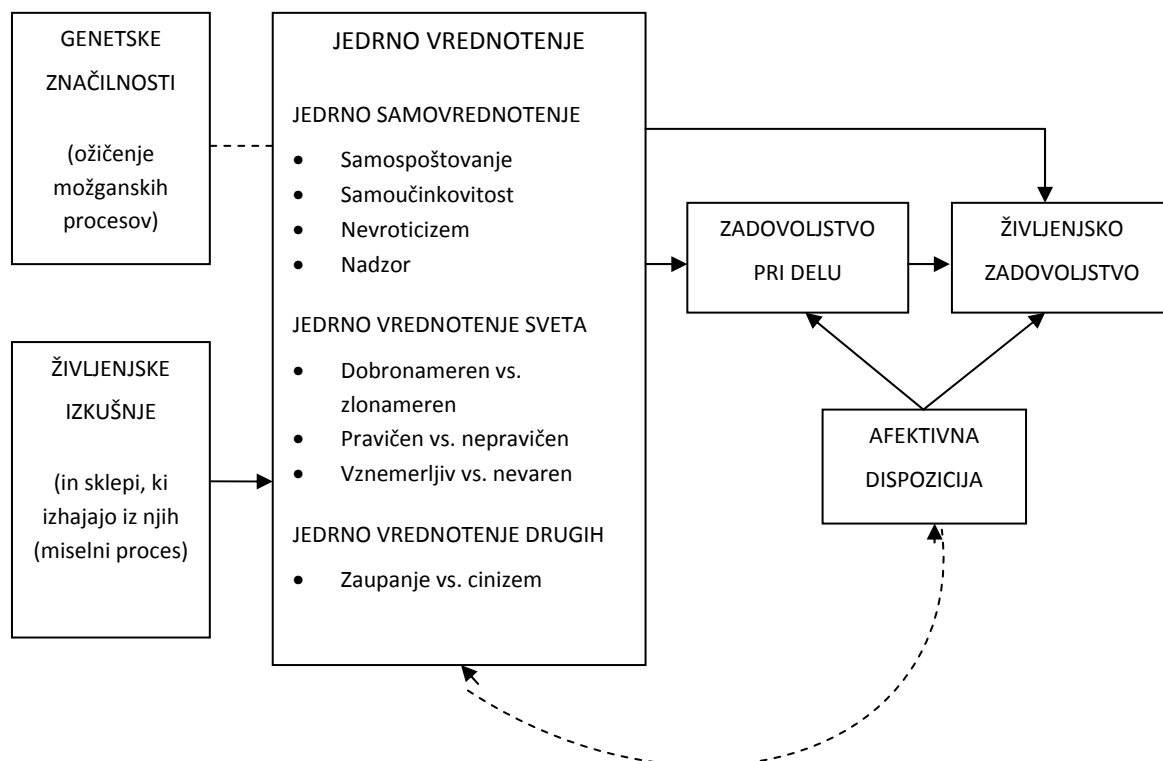 GENETSKE
ZNAČILNOSTI
(ožičenje
možganskih
procesov)
ŽIVLJENJSKE
IZKUŠNJE
(in sklepi, ki
izhajajo iz njih
(miselni proces)
JEDRNO VREDNOTENJE
JEDRNO SAMOVREDNOTENJE
• Samospoštovanje
• Samoučinkovitost
• Nevroticizem
• Nadzor
JEDRNO VREDNOTENJE SVETA
• Dobronameren vs.
zlonameren
• Pravičen vs. nepravičen
• Vznemerljiv vs. nevaren
JEDRNO VREDNOTENJE DRUGIH
• Zaupanje vs. cinizem
ZADOVOLJSTVO
PRI DELU
ŽIVLJENJSKO
ZADOVOLJSTVO
AFEKTIVNA
DISPOZICIJA